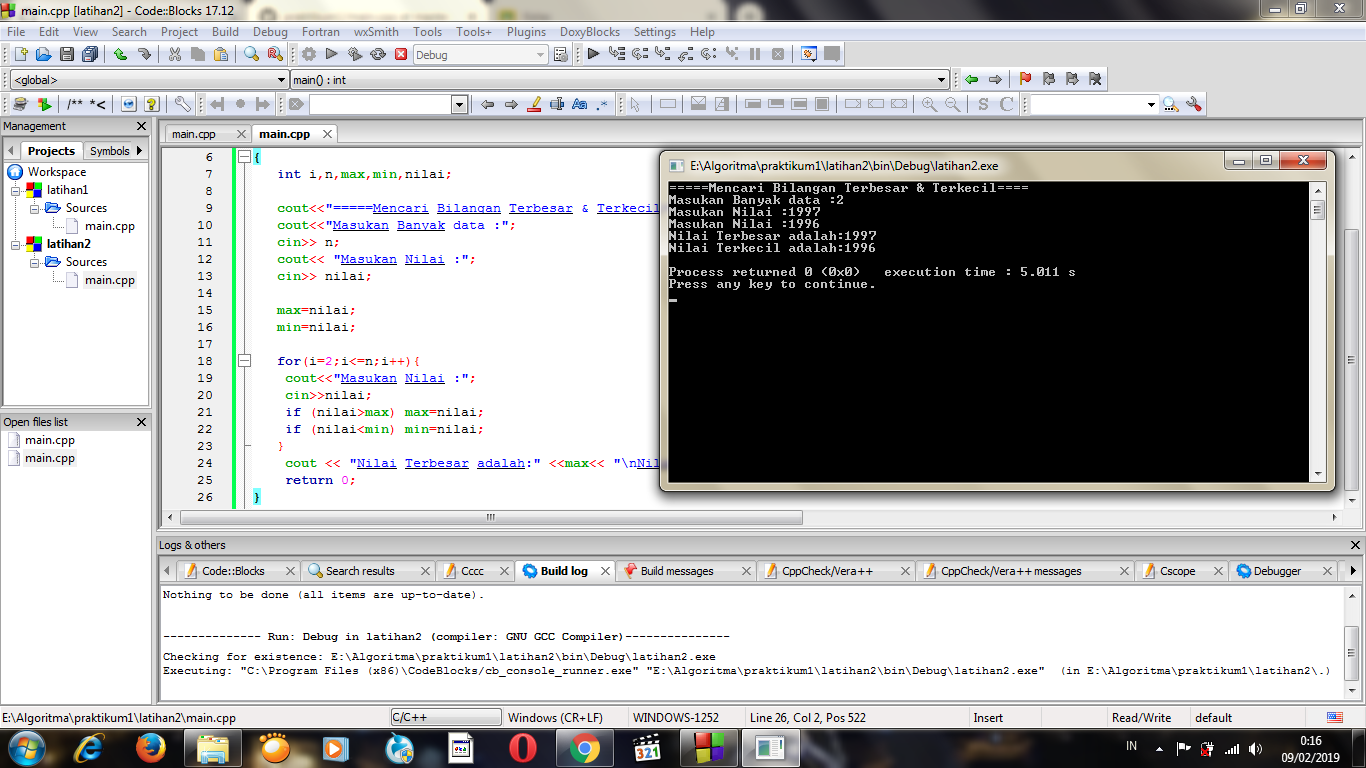 main.cpp [latihan2] - Code::Blocks 17.12
File Edit View Search Project Build Debug Fortran wxSmith Tools Tools+ Plugins DoxyBlocks Settings Help
Debug
<global> main() : int
/** *<
S C
Management
Projects Symbols
Workspace
latihan1
Sources
main.cpp
latihan2
Sources
main.cpp
Open files list
main.cpp
main.cpp
main.cpp main.cpp
6 {
7 int i,n,max,min,nilai;
8
9 cout<<"=====Mencari Bilangan Terbesar & Terkecil
10 cout<<"Masukan Banyak data :";
11 cin>> n;
12 cout<< "Masukan Nilai :";
13 cin>> nilai;
14
15 max=nilai;
16 min=nilai;
17
18 for(i=2;i<=n;i++){
19 cout<<"Masukan Nilai :";
20 cin>>nilai;
21 if (nilai>max) max=nilai;
22 if (nilai<min) min=nilai;
23 }
24 cout << "Nilai Terbesar adalah:" <<max<< "\nNil
25 return 0;
26 }
E:\Algoritma\praktikum1\latihan2\bin\Debug\latihan2.exe
=====Mencari Bilangan Terbesar & Terkecil====
Masukan Banyak data :2
Masukan Nilai :1997
Masukan Nilai :1996
Nilai Terbesar adalah:1997
Nilai Terkecil adalah:1996
Process returned 0 (0x0) execution time : 5.011 s
Press any key to continue.
Logs & others
Code::Blocks Search results Cccc Build log Build messages CppCheck/Vera++ CppCheck/Vera++ messages Cscope Debugger
Nothing to be done (all items are up-to-date).
-------------- Run: Debug in latihan2 (compiler: GNU GCC Compiler)---------------
Checking for existence: E:\Algoritma\praktikum1\latihan2\bin\Debug\latihan2.exe
Executing: "C:\Program Files (x86)\CodeBlocks/cb_console_runner.exe" "E:\Algoritma\praktikum1\latihan2\bin\Debug\latihan2.exe" (in E:\Algoritma\praktikum1\latihan2\.)
E:\Algoritma\praktikum1\latihan2\main.cpp C/C++ Windows (CR+LF) WINDOWS-1252 Line 26, Col 2, Pos 522 Insert Read/Write default
321
IN
0:16
09/02/2019